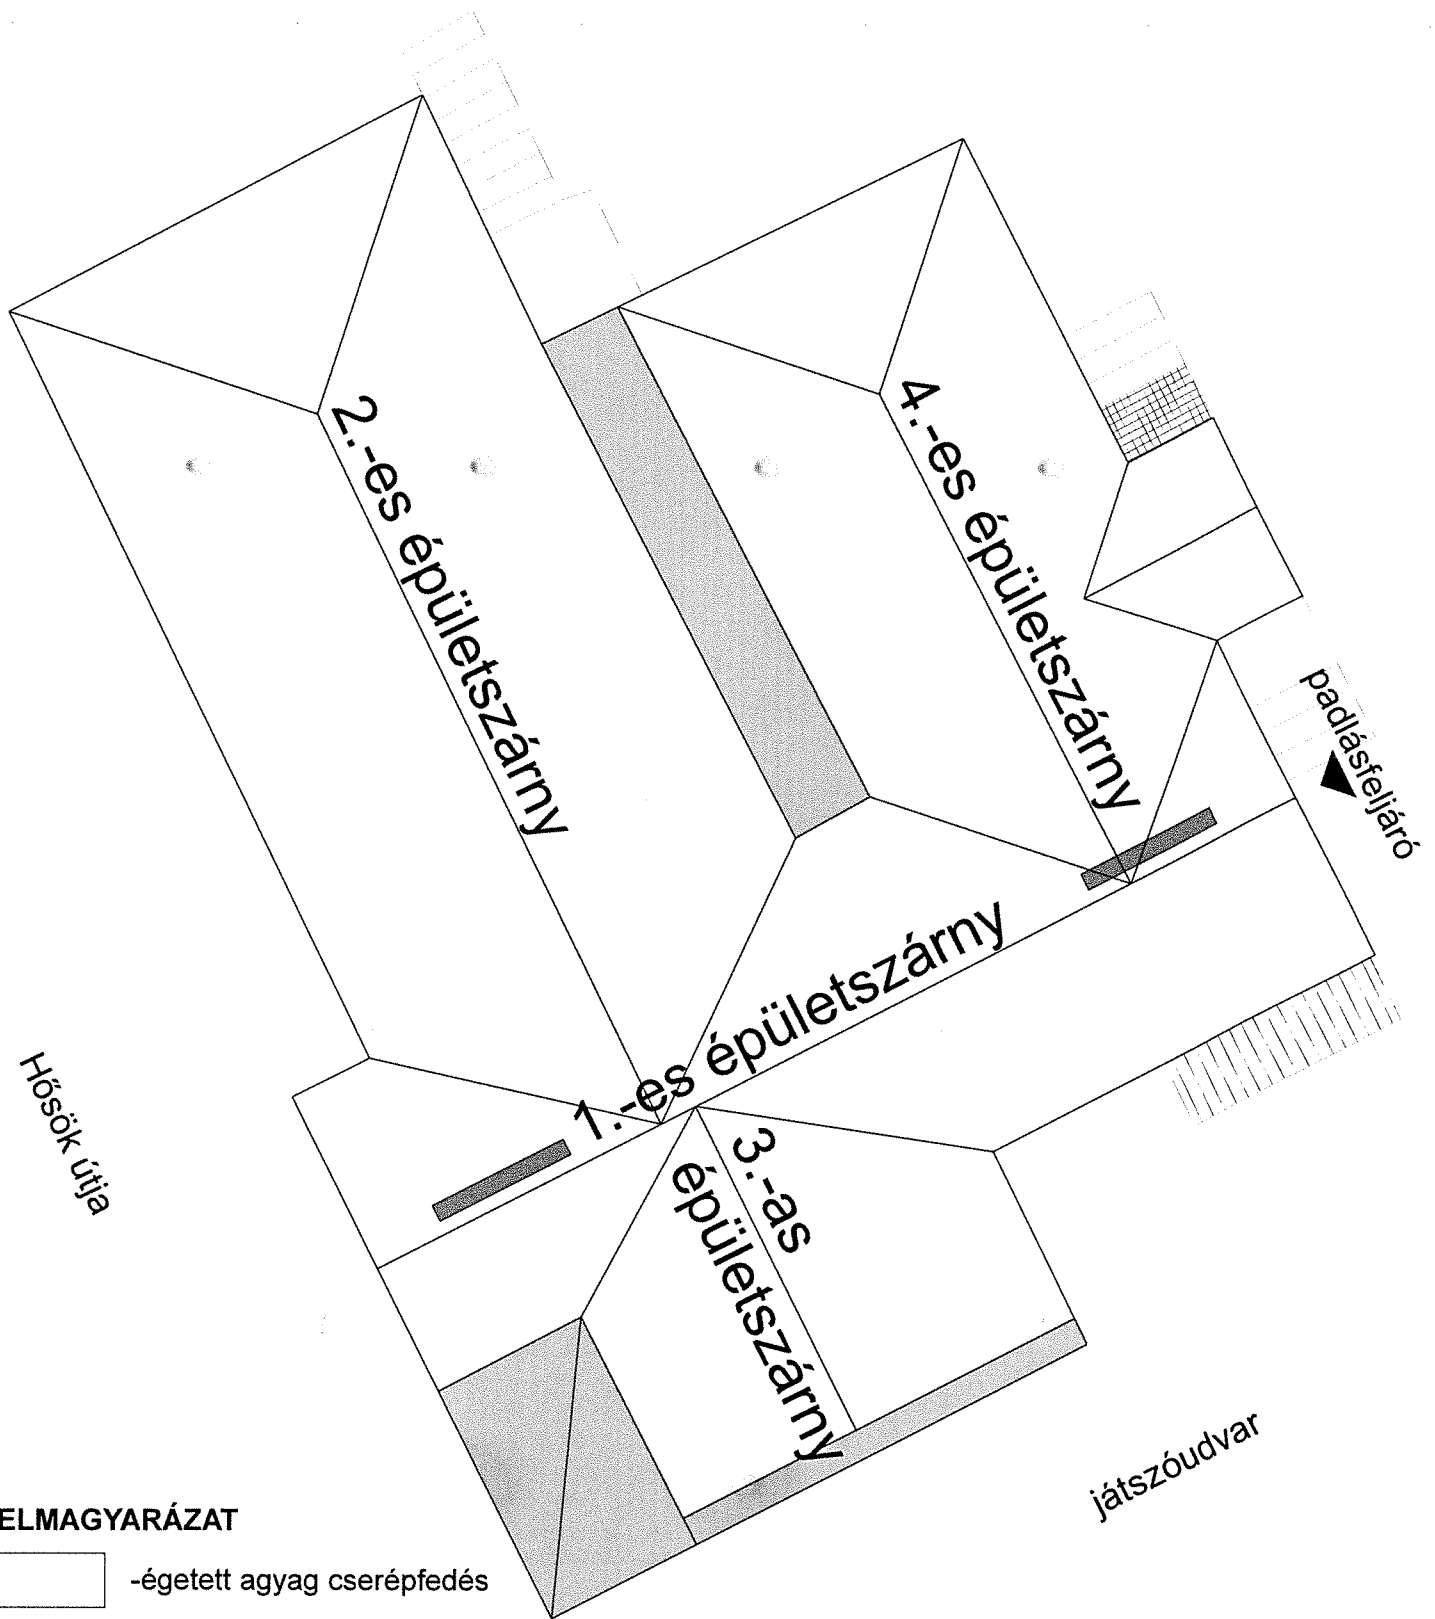 2.-es épületszárny
4.-es épületszárny
padlásfeljáró
1.-es épületszárny
Hősök útja
3.-as
épületszárny
játszóudvar
ELMAGYARÁZAT
-égetett agyag cserépfedés